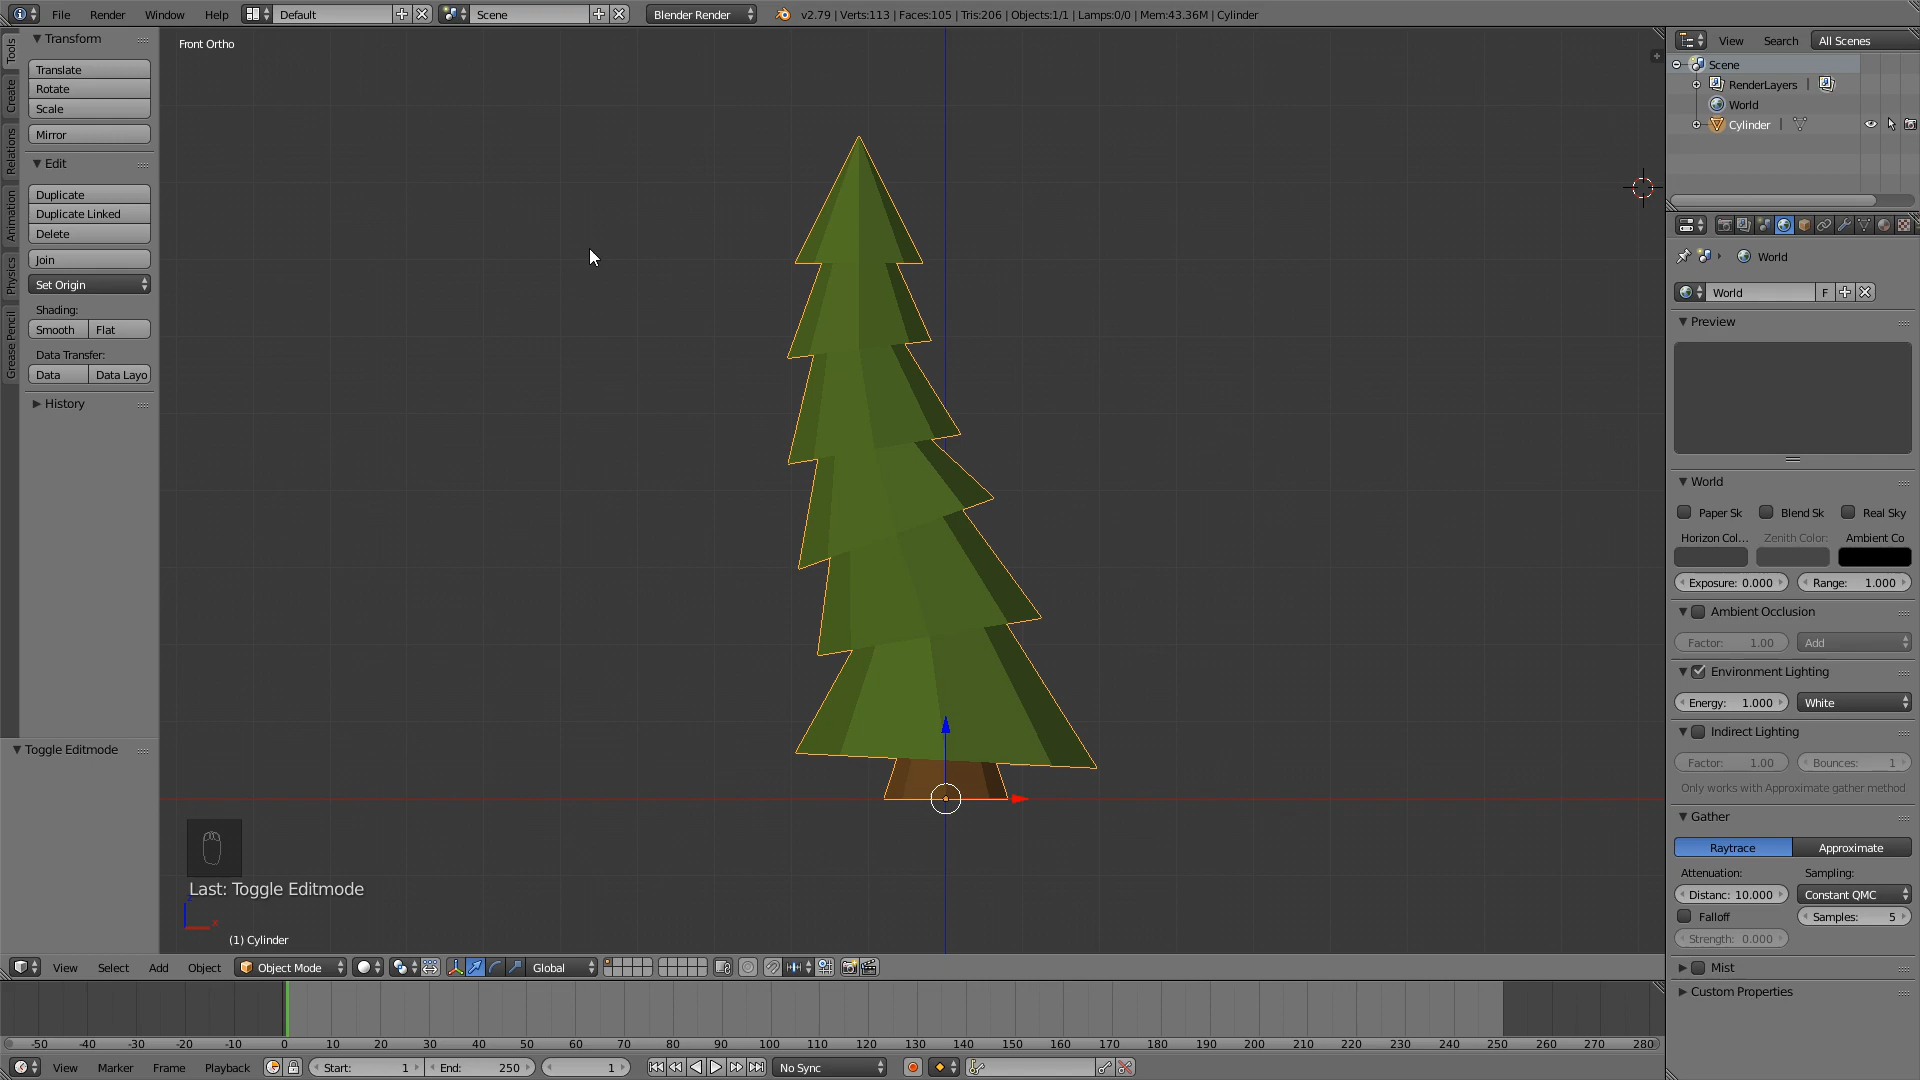 File Render Window Help Default Scene Blender Render v2.79 | Verts:113 | Faces:105 | Tris:206 | Objects:1/1 | Lamps:0/0 | Mem:43.36M | Cylinder
Tools
Create
Relations
Animation
Physics
Grease Pencil
Transform
Translate
Rotate
Scale
Mirror
Edit
Duplicate
Duplicate Linked
Delete
Join
Set Origin
Shading:
Smooth Flat
Data Transfer:
Data Data Layo
History
Toggle Editmode
Front Ortho
Last: Toggle Editmode
x
(1) Cylinder
View Select Add Object Object Mode Global
View Search All Scenes
Scene
RenderLayers |
World
Cylinder |
World
World F
Preview
World
Paper Sk Blend Sk Real Sky
Horizon Col... Zenith Color: Ambient Co
Exposure: 0.000 Range: 1.000
Ambient Occlusion
Factor: 1.00 Add
Environment Lighting
Energy: 1.000 White
Indirect Lighting
Factor: 1.00 Bounces: 1
Only works with Approximate gather method
Gather
Raytrace Approximate
Attenuation: Sampling:
Distanc: 10.000 Constant QMC
Falloff Samples: 5
Strength: 0.000
Mist
Custom Properties
-50 -40 -30 -20 -10 0 10 20 30 40 50 60 70 80 90 100 110 120 130 140 150 160 170 180 190 200 210 220 230 240 250 260 270 280
View Marker Frame Playback Start: 1 End: 250 1 No Sync